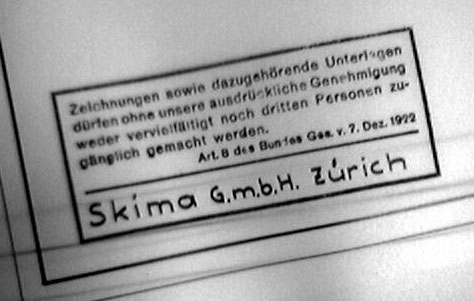 Zeichnungen sowie dazugehörende Unterlagen
dürfen ohne unsere ausdrückliche Genehmigung
weder vervielfältigt noch dritten Personen zu-
gänglich gemacht werden.
Art. 8 des Bundes Ges. v. 7. Dez. 1922
Skima G.m.b.H. Zürich